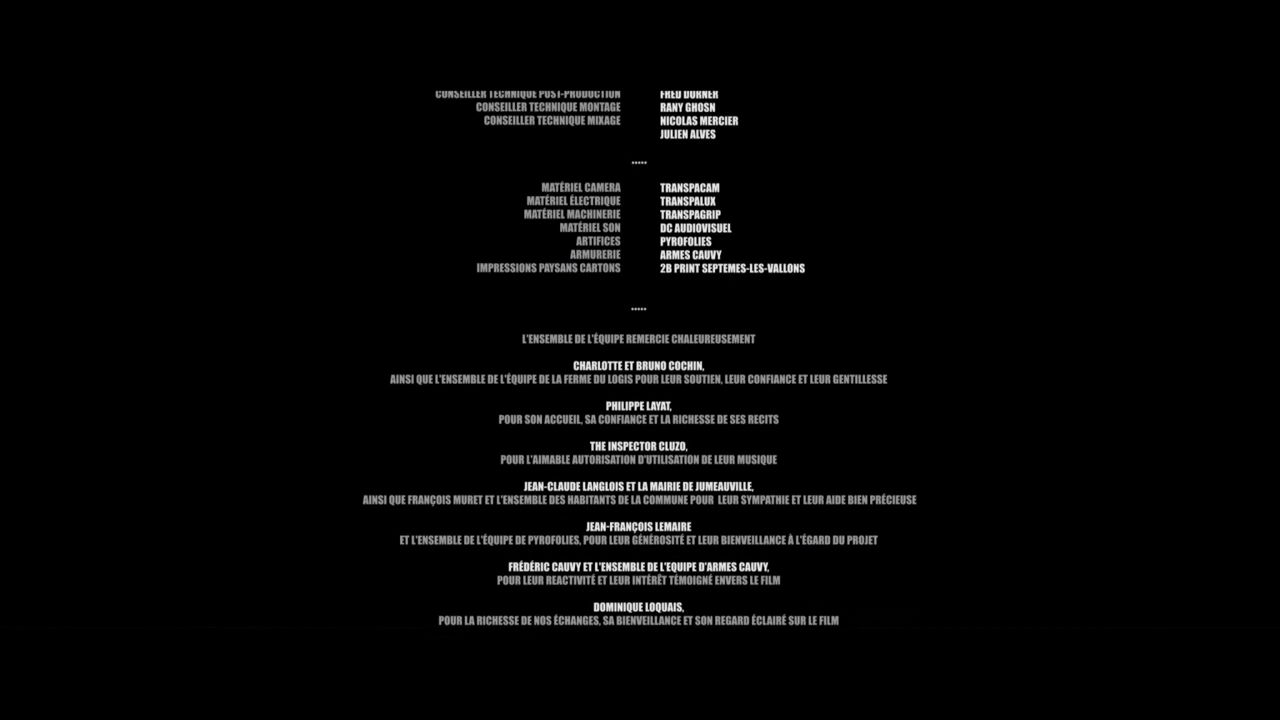 CONSEILLER TECHNIQUE POST-PRODUCTION FRED DORNER
CONSEILLER TECHNIQUE MONTAGE RANY GHOSN
CONSEILLER TECHNIQUE MIXAGE NICOLAS MERCIER
JULIEN ALVES
*****
MATÉRIEL CAMERA TRANSPACAM
MATÉRIEL ÉLECTRIQUE TRANSPALUX
MATÉRIEL MACHINERIE TRANSPAGRIP
MATÉRIEL SON DC AUDIOVISUEL
ARTIFICES PYROFOLIES
ARMURERIE ARMES CAUVY
IMPRESSIONS PAYSANS CARTONS 2B PRINT SEPTEMES-LES-VALLONS
*****
L'ENSEMBLE DE L'ÉQUIPE REMERCIE CHALEUREUSEMENT
CHARLOTTE ET BRUNO COCHIN,
AINSI QUE L'ENSEMBLE DE L'ÉQUIPE DE LA FERME DU LOGIS POUR LEUR SOUTIEN, LEUR CONFIANCE ET LEUR GENTILLESSE
PHILIPPE LAYAT,
POUR SON ACCUEIL, SA CONFIANCE ET LA RICHESSE DE SES RECITS
THE INSPECTOR CLUZO,
POUR L'AIMABLE AUTORISATION D'UTILISATION DE LEUR MUSIQUE
JEAN-CLAUDE LANGLOIS ET LA MAIRIE DE JUMEAUVILLE,
AINSI QUE FRANÇOIS MURET ET L'ENSEMBLE DES HABITANTS DE LA COMMUNE POUR LEUR SYMPATHIE ET LEUR AIDE BIEN PRÉCIEUSE
JEAN-FRANÇOIS LEMAIRE
ET L'ENSEMBLE DE L'ÉQUIPE DE PYROFOLIES, POUR LEUR GÉNÉROSITÉ ET LEUR BIENVEILLANCE À L'ÉGARD DU PROJET
FRÉDÉRIC CAUVY ET L'ENSEMBLE DE L'EQUIPE D'ARMES CAUVY,
POUR LEUR REACTIVITÉ ET LEUR INTÉRÊT TÉMOIGNÉ ENVERS LE FILM
DOMINIQUE LOQUAIS,
POUR LA RICHESSE DE NOS ÉCHANGES, SA BIENVEILLANCE ET SON REGARD ÉCLAIRÉ SUR LE FILM